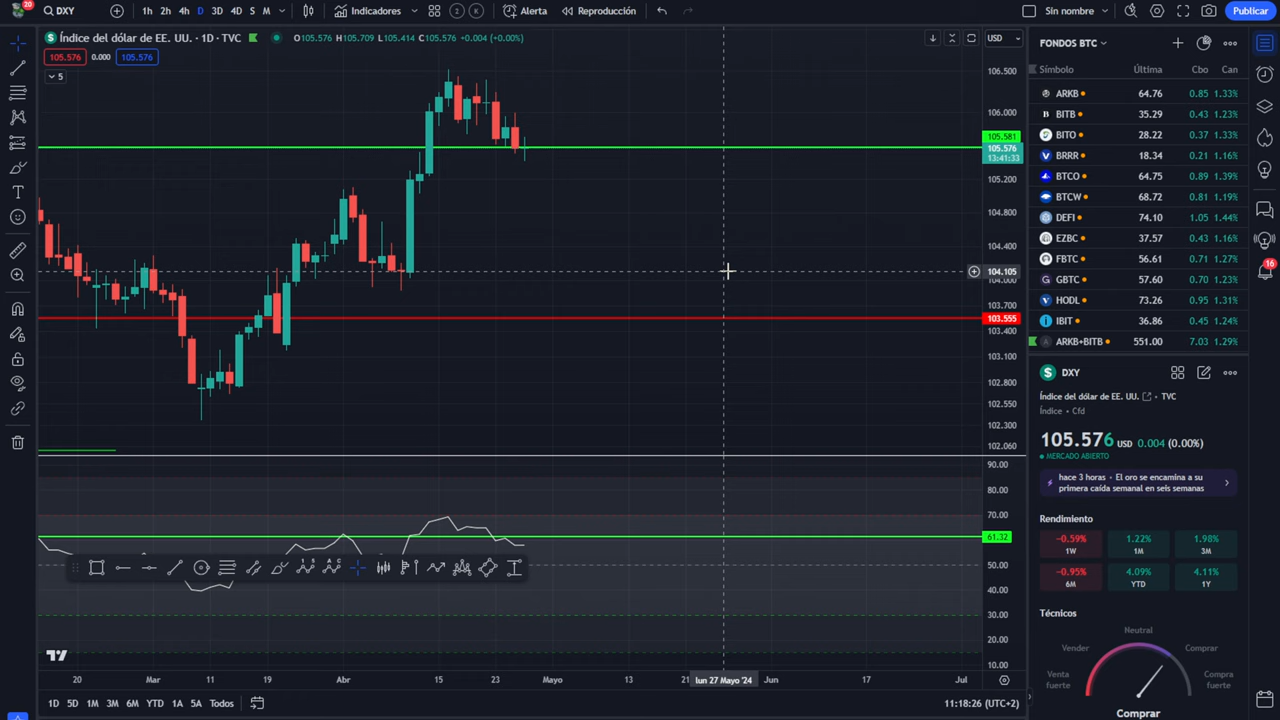 20
DXY
1h 2h 4h D 3D 4D S M
Indicadores
2 K
Alerta
Reproducción
Sin nombre
Publicar
Índice del dólar de EE. UU. · 1D · TVC
O105.576 H105.709 L105.414 C105.576 +0.004 (+0.00%)
USD
105.576 0.000 105.576
5
106.500
106.000
105.581
105.576
13:41:33
105.200
104.800
104.400
104.105
104.000
103.700
103.555
103.400
103.100
102.800
102.550
102.300
102.060
90.00
80.00
70.00
61.32
50.00
30.00
20.00
10.00
20 Mar 11 19 Abr 15 23 Mayo 13 21 lun 27 Mayo '24 Jun 17 Jul
1D 5D 1M 3M 6M YTD 1A 5A Todos
11:18:26 (UTC+2)
FONDOS BTC
Símbolo Última Cbo Can
ARKB 64.76 0.85 1.33%
BITB 35.29 0.43 1.23%
BITO 28.22 0.37 1.33%
BRRR 18.34 0.21 1.16%
BTCO 64.75 0.89 1.39%
BTCW 68.72 0.81 1.19%
DEFI 74.10 1.05 1.44%
EZBC 37.57 0.43 1.16%
FBTC 56.61 0.71 1.27%
GBTC 57.60 0.70 1.23%
HODL 73.26 0.95 1.31%
IBIT 36.86 0.45 1.24%
ARKB+BITB 551.00 7.03 1.29%
16
DXY
Índice del dólar de EE. UU. · TVC
Índice · Cfd
105.576 USD 0.004 (0.00%)
MERCADO ABIERTO
hace 3 horas · El oro se encamina a su
primera caída semanal en seis semanas
Rendimiento
−0.59% 1.22% 1.98%
1W 1M 3M
−0.95% 4.09% 4.11%
6M YTD 1Y
Técnicos
Neutral
Vender Comprar
Venta
fuerte
Compra
fuerte
Comprar